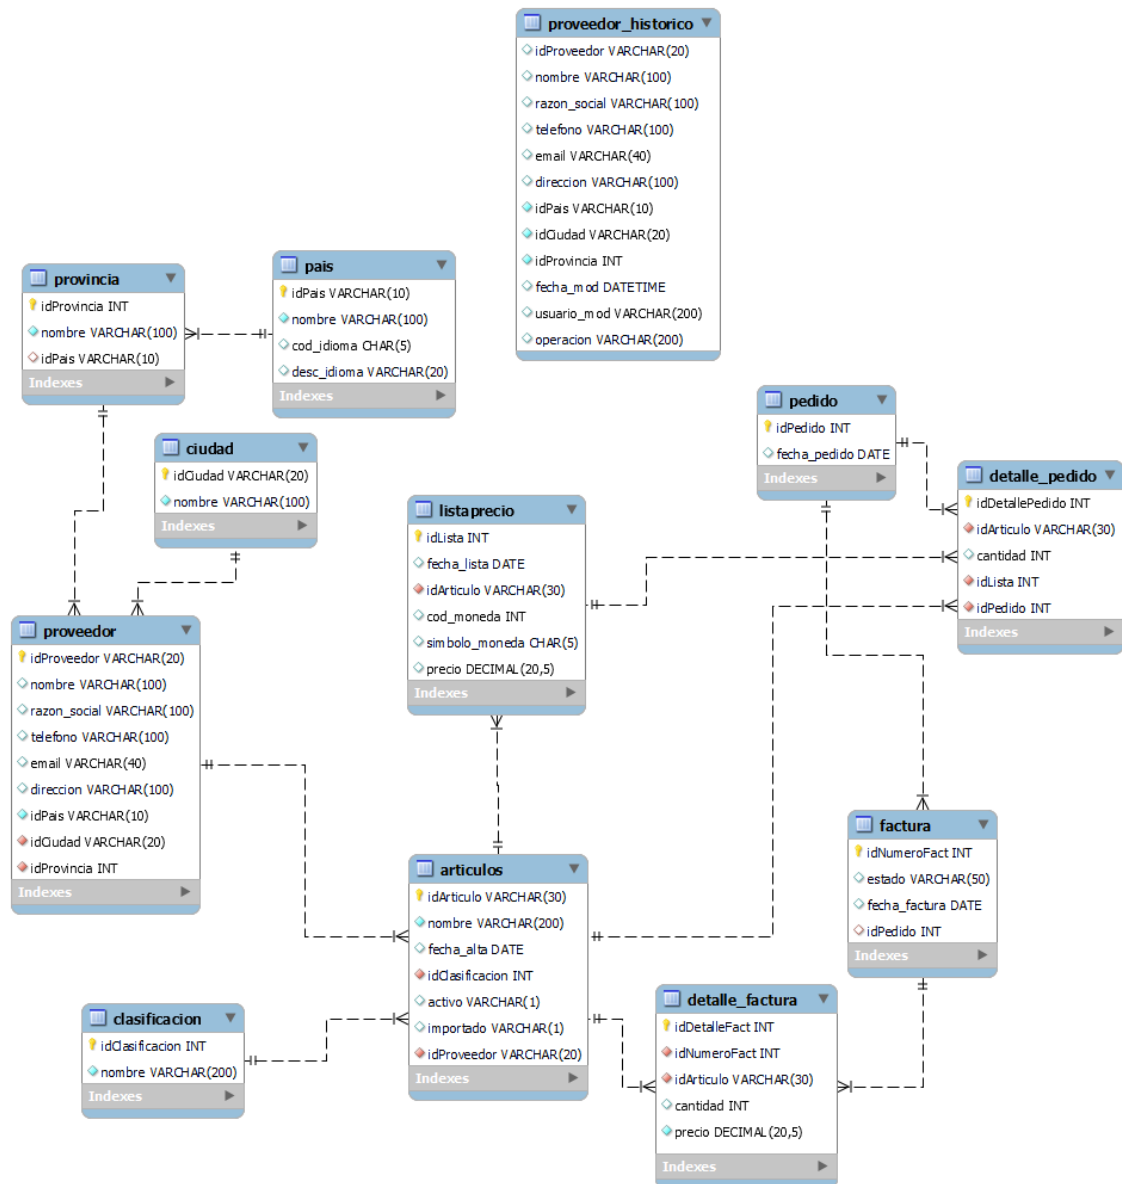 proveedor_historico
idProveedor VARCHAR(20)
nombre VARCHAR(100)
razon_social VARCHAR(100)
telefono VARCHAR(100)
email VARCHAR(40)
direccion VARCHAR(100)
idPais VARCHAR(10)
idCiudad VARCHAR(20)
idProvincia INT
fecha_mod DATETIME
usuario_mod VARCHAR(200)
operacion VARCHAR(200)
provincia
idProvincia INT
nombre VARCHAR(100)
idPais VARCHAR(10)
Indexes
pais
idPais VARCHAR(10)
nombre VARCHAR(100)
cod_idioma CHAR(5)
desc_idioma VARCHAR(20)
Indexes
ciudad
idCiudad VARCHAR(20)
nombre VARCHAR(100)
Indexes
pedido
idPedido INT
fecha_pedido DATE
Indexes
detalle_pedido
idDetallePedido INT
idArticulo VARCHAR(30)
cantidad INT
idLista INT
idPedido INT
Indexes
listaprecio
idLista INT
fecha_lista DATE
idArticulo VARCHAR(30)
cod_moneda INT
simbolo_moneda CHAR(5)
precio DECIMAL(20,5)
Indexes
proveedor
idProveedor VARCHAR(20)
nombre VARCHAR(100)
razon_social VARCHAR(100)
telefono VARCHAR(100)
email VARCHAR(40)
direccion VARCHAR(100)
idPais VARCHAR(10)
idCiudad VARCHAR(20)
idProvincia INT
Indexes
factura
idNumeroFact INT
estado VARCHAR(50)
fecha_factura DATE
idPedido INT
Indexes
articulos
idArticulo VARCHAR(30)
nombre VARCHAR(200)
fecha_alta DATE
idClasificacion INT
activo VARCHAR(1)
importado VARCHAR(1)
idProveedor VARCHAR(20)
Indexes
clasificacion
idClasificacion INT
nombre VARCHAR(200)
Indexes
detalle_factura
idDetalleFact INT
idNumeroFact INT
idArticulo VARCHAR(30)
cantidad INT
precio DECIMAL(20,5)
Indexes